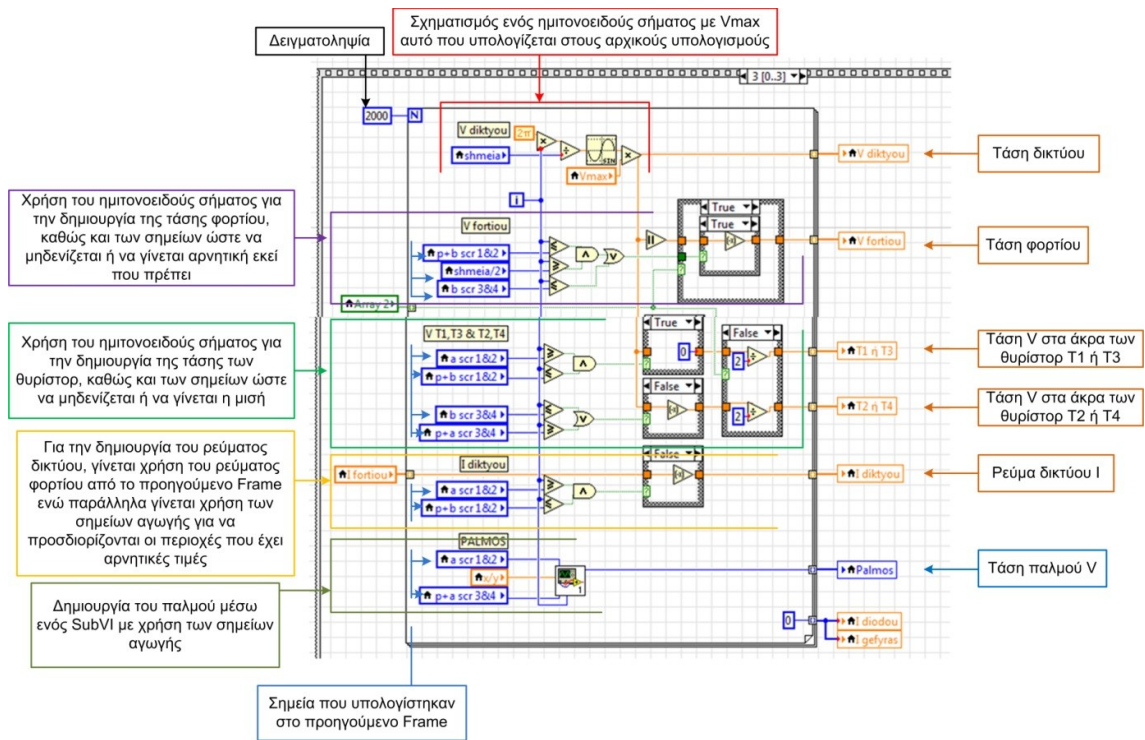 Σχηματισμός ενός ημιτονοειδούς σήματος με Vmax
αυτό που υπολογίζεται στους αρχικούς υπολογισμούς
Δειγματοληψία
3 [0..3]
2000
N
V diktyou
2π
shmeia
SIN
Vmax
V diktyou
Τάση δικτύου
i
Χρήση του ημιτονοειδούς σήματος για
την δημιουργία της τάσης φορτίου,
καθώς και των σημείων ώστε να
μηδενίζεται ή να γίνεται αρνητική εκεί
που πρέπει
V fortiou
p+b scr 1&2
shmeia/2
b scr 3&4
True
True
V fortiou
Τάση φορτίου
Array 2
Χρήση του ημιτονοειδούς σήματος για
την δημιουργία της τάσης των
θυρίστορ, καθώς και των σημείων ώστε
να μηδενίζεται ή να γίνεται η μισή
V T1,T3 & T2,T4
a scr 1&2
p+b scr 1&2
b scr 3&4
p+a scr 3&4
True
0
False
False
2
2
T1 ή T3
Τάση V στα άκρα των
θυρίστορ Τ1 ή Τ3
T2 ή T4
Τάση V στα άκρα των
θυρίστορ Τ2 ή Τ4
Για την δημιουργία του ρεύματος
δικτύου, γίνεται χρήση του ρεύματος
φορτίου από το προηγούμενο Frame
ενώ παράλληλα γίνεται χρήση των
σημείων αγωγής για να
προσδιορίζονται οι περιοχές που έχει
αρνητικές τιμές
I fortiou
I diktyou
a scr 1&2
p+b scr 1&2
False
I diktyou
Ρεύμα δικτύου Ι
PALMOS
a scr 1&2
x/y
p+a scr 3&4
1
Palmos
Τάση παλμού V
Δημιουργία του παλμού μέσω
ενός SubVI με χρήση των σημείων
αγωγής
0
I diodou
I gefyras
Σημεία που υπολογίστηκαν
στο προηγούμενο Frame